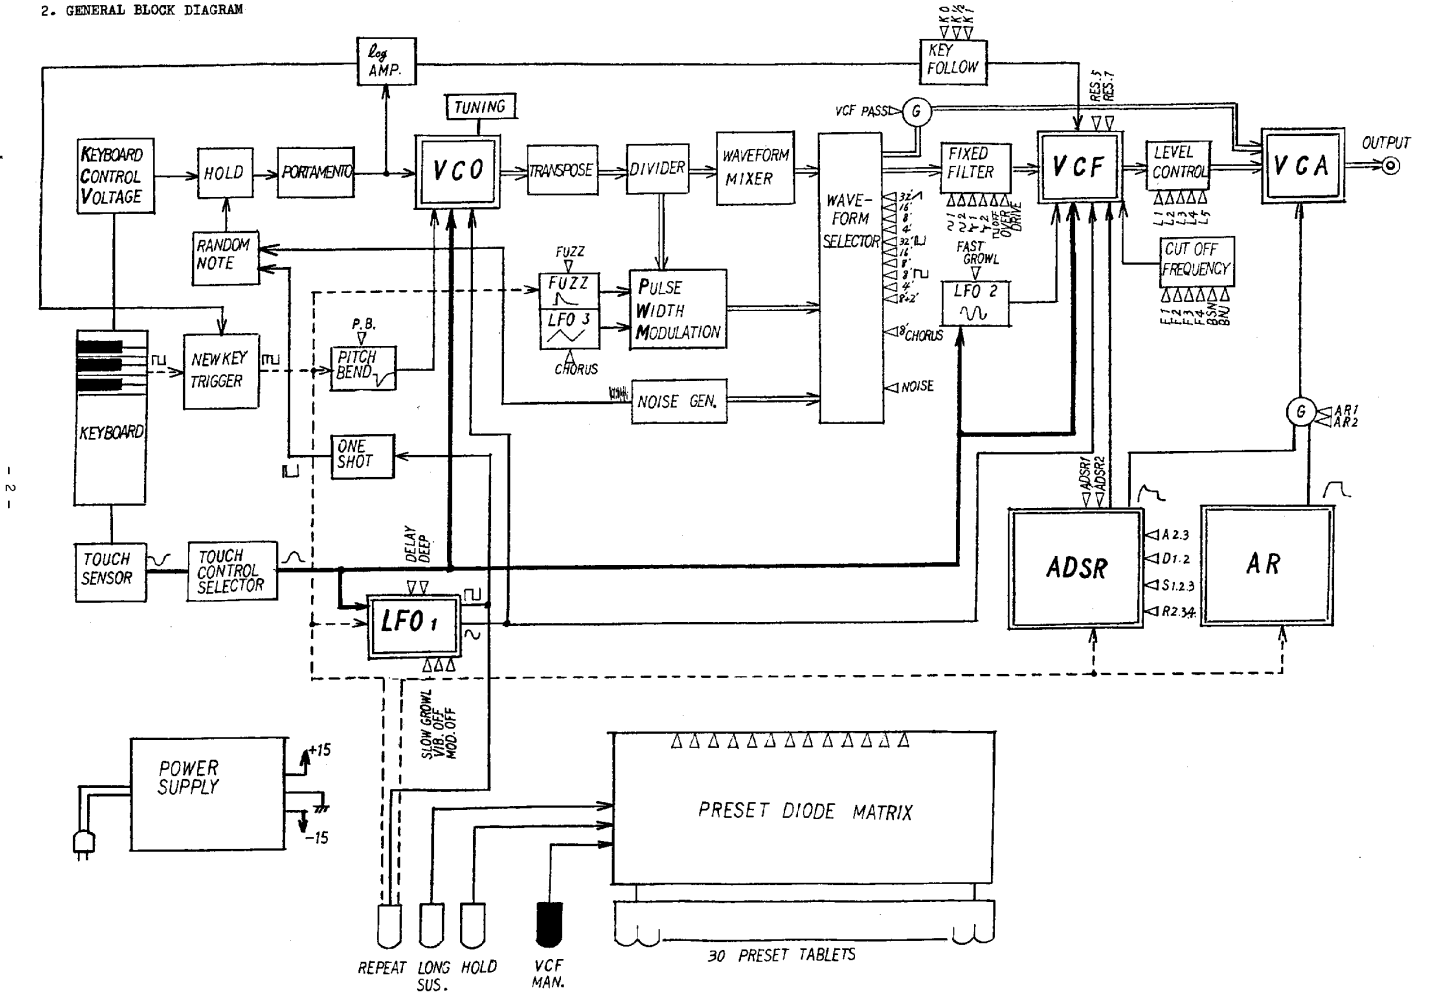 2. GENERAL BLOCK DIAGRAM
log
AMP.
KEY
FOLLOW
K0
K½
K1
TUNING
VCF PASS
G
RES.5
RES.7
KEYBOARD
CONTROL
VOLTAGE
HOLD
PORTAMENTO
VCO
TRANSPOSE
DIVIDER
WAVEFORM
MIXER
WAVE-
FORM
SELECTOR
FIXED
FILTER
VCF
LEVEL
CONTROL
VCA
OUTPUT
32'
16'
8'
4'
32'
16'
8'
8'
4'
8'+2'
8' CHORUS
NOISE
OVER
DRIVE
L1
L2
L3
L4
L5
RANDOM
NOTE
FUZZ
FUZZ
LFO 3
CHORUS
PULSE
WIDTH
MODULATION
FAST
GROWL
LFO 2
CUT OFF
FREQUENCY
F1
F2
F3
F4
BSN
BNJ
NEW KEY
TRIGGER
P.B.
PITCH
BEND
NOISE GEN.
KEYBOARD
ONE
SHOT
G
AR1
AR2
- 2 -
TOUCH
SENSOR
TOUCH
CONTROL
SELECTOR
DELAY
DEEP
LFO 1
ADSR1
ADSR2
ADSR
A2.3
D1.2
S1.2.3
R2.3.4
AR
SLOW GROWL
VIB. OFF
MOD. OFF
POWER
SUPPLY
+15
-15
PRESET DIODE MATRIX
30 PRESET TABLETS
REPEAT
LONG
SUS.
HOLD
VCF
MAN.